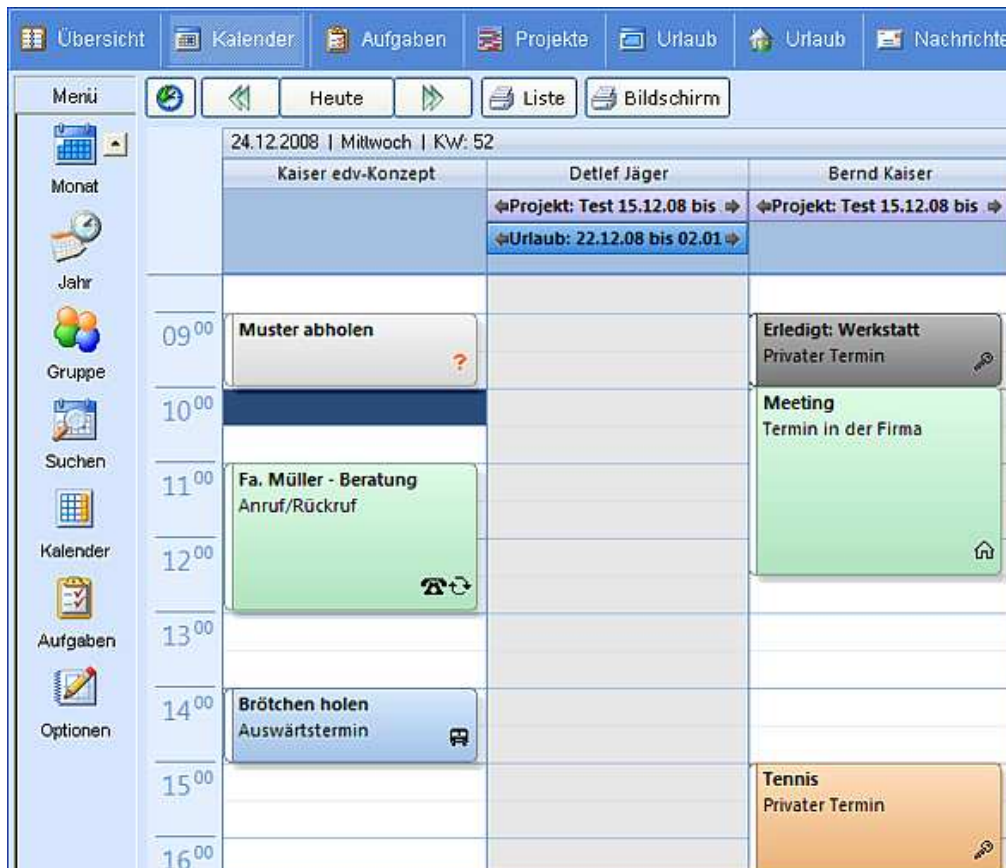 Übersicht Kalender Aufgaben Projekte Urlaub Urlaub Nachrichte
Menü Heute Liste Bildschirm
24.12.2008 | Mittwoch | KW: 52
Kaiser edv-Konzept Detlef Jäger Bernd Kaiser
Monat
Projekt: Test 15.12.08 bis Projekt: Test 15.12.08 bis
Urlaub: 22.12.08 bis 02.01
Jahr
Gruppe
Suchen
Kalender
Aufgaben
Optionen
09 00
Muster abholen
?
Erledigt: Werkstatt
Privater Termin
10 00
Meeting
Termin in der Firma
11 00
Fa. Müller - Beratung
Anruf/Rückruf
12 00
13 00
14 00
Brötchen holen
Auswärtstermin
15 00
Tennis
Privater Termin
16 00